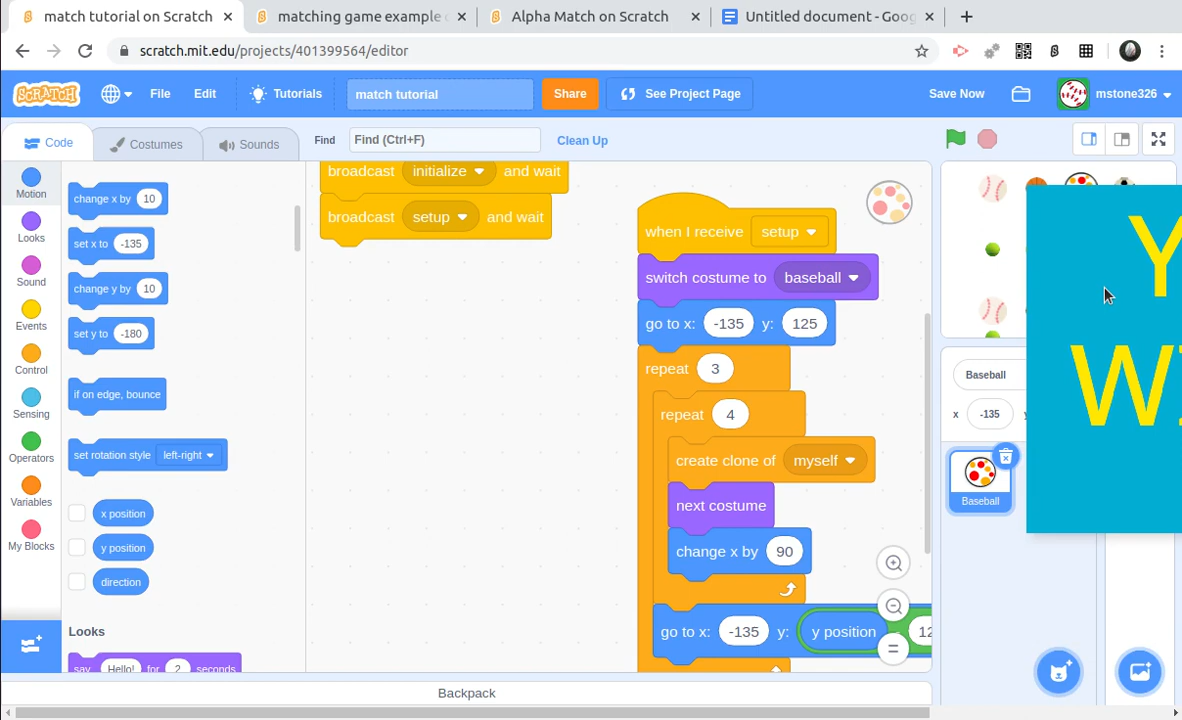 match tutorial on Scratch
matching game example
Alpha Match on Scratch
Untitled document - Goog
scratch.mit.edu/projects/401399564/editor
SCRATCH
File
Edit
Tutorials
match tutorial
Share
See Project Page
Save Now
mstone326
Code
Costumes
Sounds
Find
Find (Ctrl+F)
Clean Up
Motion
Looks
Sound
Events
Control
Sensing
Operators
Variables
My Blocks
change x by 10
set x to -135
change y by 10
set y to -180
if on edge, bounce
set rotation style left-right
x position
y position
direction
Looks
say Hello! for 2 seconds
broadcast initialize and wait
broadcast setup and wait
when I receive setup
switch costume to baseball
go to x: -135 y: 125
repeat 3
repeat 4
create clone of myself
next costume
change x by 90
go to x: -135 y: y position - 12
Baseball
x -135 y
Baseball
Y
WI
Backpack